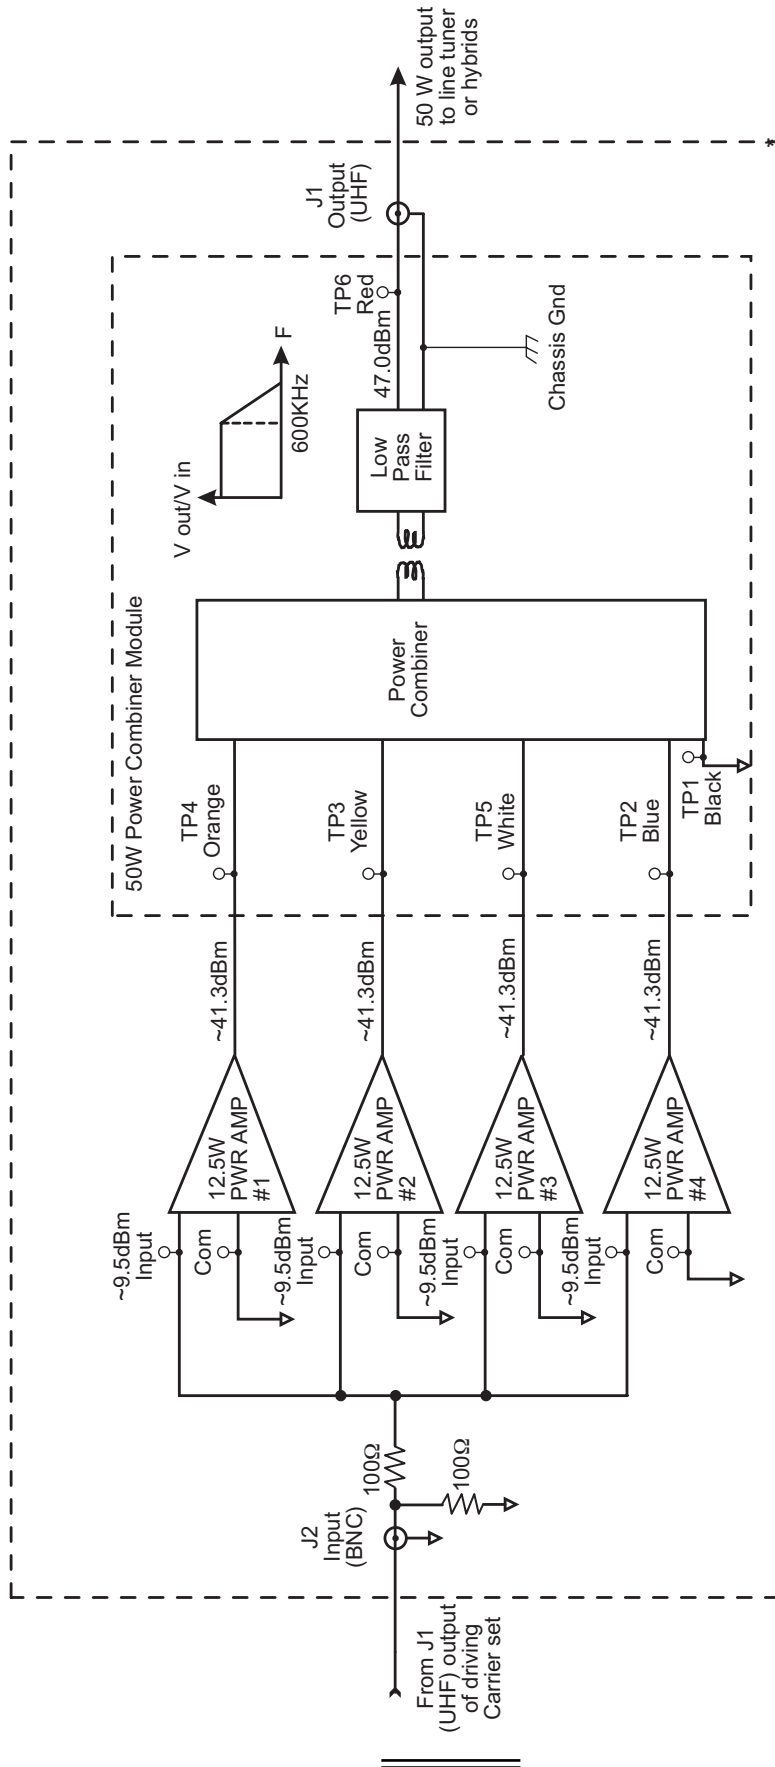 From J1
(UHF) output
of driving
Carrier set
J2
Input
(BNC)
100Ω
100Ω
~9.5dBm
Input
Com
12.5W
PWR AMP
#1
~41.3dBm
~9.5dBm
Input
Com
12.5W
PWR AMP
#2
~41.3dBm
~9.5dBm
Input
Com
12.5W
PWR AMP
#3
~41.3dBm
~9.5dBm
Input
Com
12.5W
PWR AMP
#4
~41.3dBm
50W Power Combiner Module
TP4
Orange
TP3
Yellow
TP5
White
TP2
Blue
TP1
Black
Power
Combiner
V out/V in
F
600KHz
Low
Pass
Filter
47.0dBm
TP6
Red
Chassis Gnd
J1
Output
(UHF)
50 W output
to line tuner
or hybrids
*